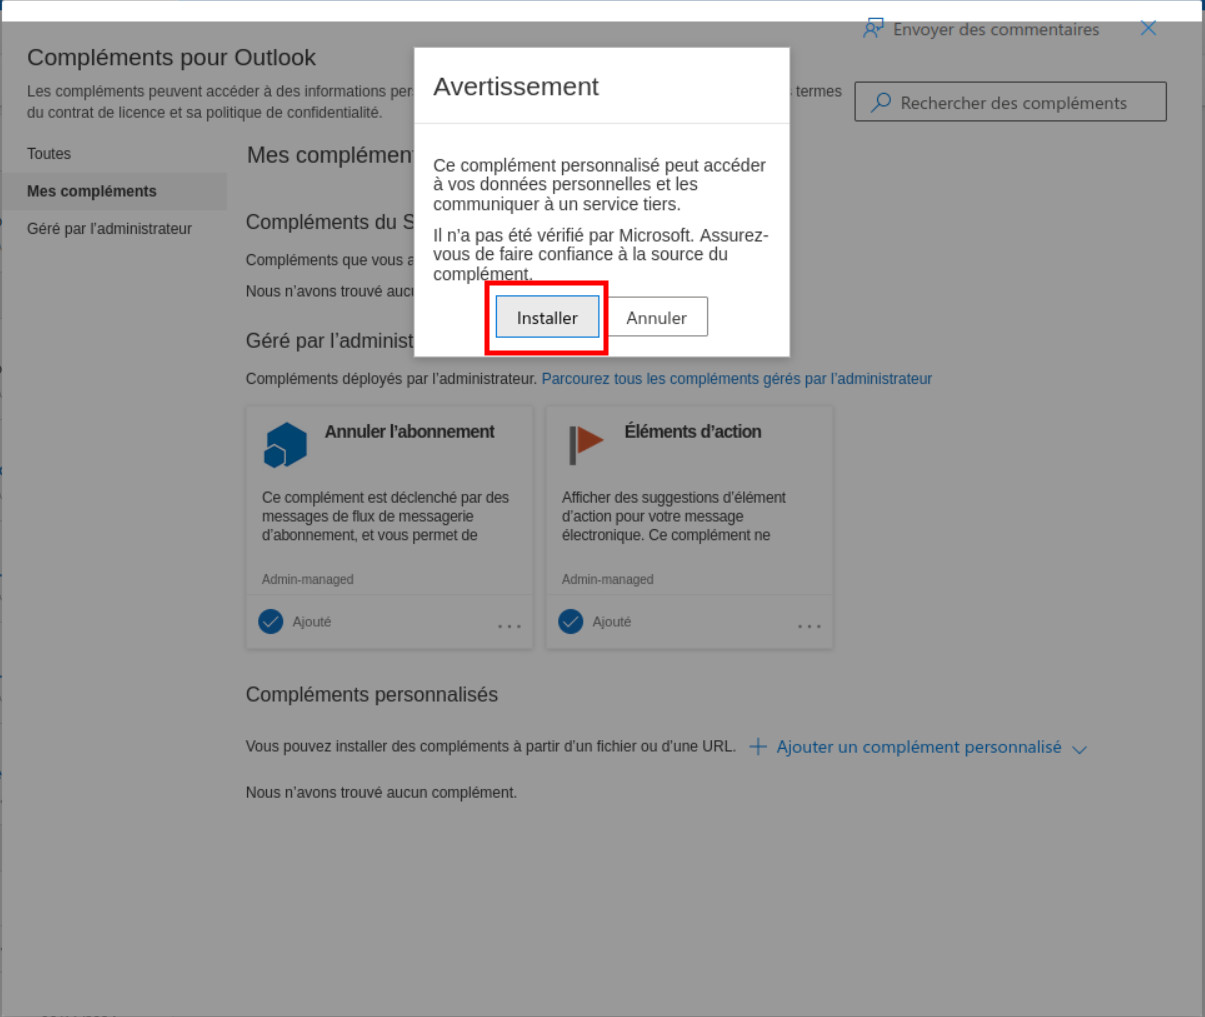 Envoyer des commentaires
Compléments pour Outlook
Les compléments peuvent accéder à des informations per
termes
du contrat de licence et sa politique de confidentialité.
Rechercher des compléments
Toutes
Mes compléments
Géré par l’administrateur
Mes complémen
Compléments du S
Compléments que vous a
Nous n’avons trouvé aucu
Géré par l’administ
Avertissement
Ce complément personnalisé peut accéder
à vos données personnelles et les
communiquer à un service tiers.
Il n’a pas été vérifié par Microsoft. Assurez-
vous de faire confiance à la source du
complément.
Installer
Annuler
Compléments déployés par l’administrateur. Parcourez tous les compléments gérés par l’administrateur
Annuler l’abonnement
Ce complément est déclenché par des
messages de flux de messagerie
d’abonnement, et vous permet de
Admin-managed
Ajouté
Éléments d’action
Afficher des suggestions d’élément
d’action pour votre message
électronique. Ce complément ne
Admin-managed
Ajouté
Compléments personnalisés
Vous pouvez installer des compléments à partir d’un fichier ou d’une URL. Ajouter un complément personnalisé
Nous n’avons trouvé aucun complément.